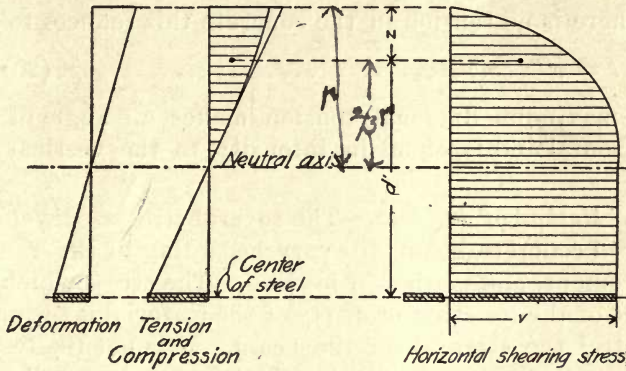 z
2/3
Neutral axis
d'
Center
of steel
v
Deformation
Tension
and
Compression
Horizontal shearing stress